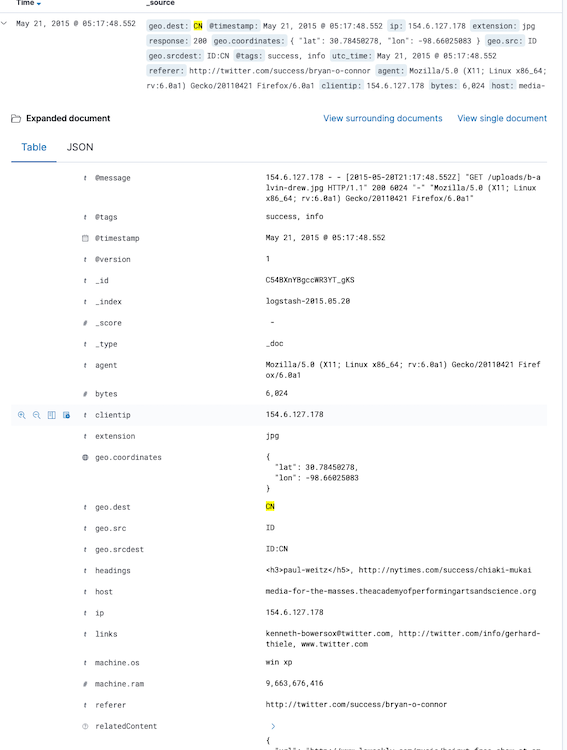 Time
_source
May 21, 2015 @ 05:17:48.552
geo.dest: CN @timestamp: May 21, 2015 @ 05:17:48.552 ip: 154.6.127.178 extension: jpg
response: 200 geo.coordinates: { "lat": 30.78450278, "lon": -98.66025083 } geo.src: ID
geo.srcdest: ID:CN @tags: success, info utc_time: May 21, 2015 @ 05:17:48.552
referer: http://twitter.com/success/bryan-o-connor agent: Mozilla/5.0 (X11; Linux x86_64;
rv:6.0a1) Gecko/20110421 Firefox/6.0a1 clientip: 154.6.127.178 bytes: 6,024 host: media-
Expanded document
View surrounding documents
View single document
Table
JSON
t @message 154.6.127.178 - - [2015-05-20T21:17:48.552Z] "GET /uploads/b-a
lvin-drew.jpg HTTP/1.1" 200 6024 "-" "Mozilla/5.0 (X11; Linux
x86_64; rv:6.0a1) Gecko/20110421 Firefox/6.0a1"
t @tags success, info
@timestamp May 21, 2015 @ 05:17:48.552
t @version 1
t _id C54BXnYBgccWR3YT_gKS
t _index logstash-2015.05.20
# _score -
t _type _doc
t agent Mozilla/5.0 (X11; Linux x86_64; rv:6.0a1) Gecko/20110421 Firef
ox/6.0a1
# bytes 6,024
t clientip 154.6.127.178
t extension jpg
geo.coordinates {
"lat": 30.78450278,
"lon": -98.66025083
}
t geo.dest CN
t geo.src ID
t geo.srcdest ID:CN
t headings <h3>paul-weitz</h5>, http://nytimes.com/success/chiaki-mukai
t host media-for-the-masses.theacademyofperformingartsandscience.org
t ip 154.6.127.178
t links kenneth-bowersox@twitter.com, http://twitter.com/info/gerhard-
thiele, www.twitter.com
t machine.os win xp
# machine.ram 9,663,676,416
t referer http://twitter.com/success/bryan-o-connor
? relatedContent >
{